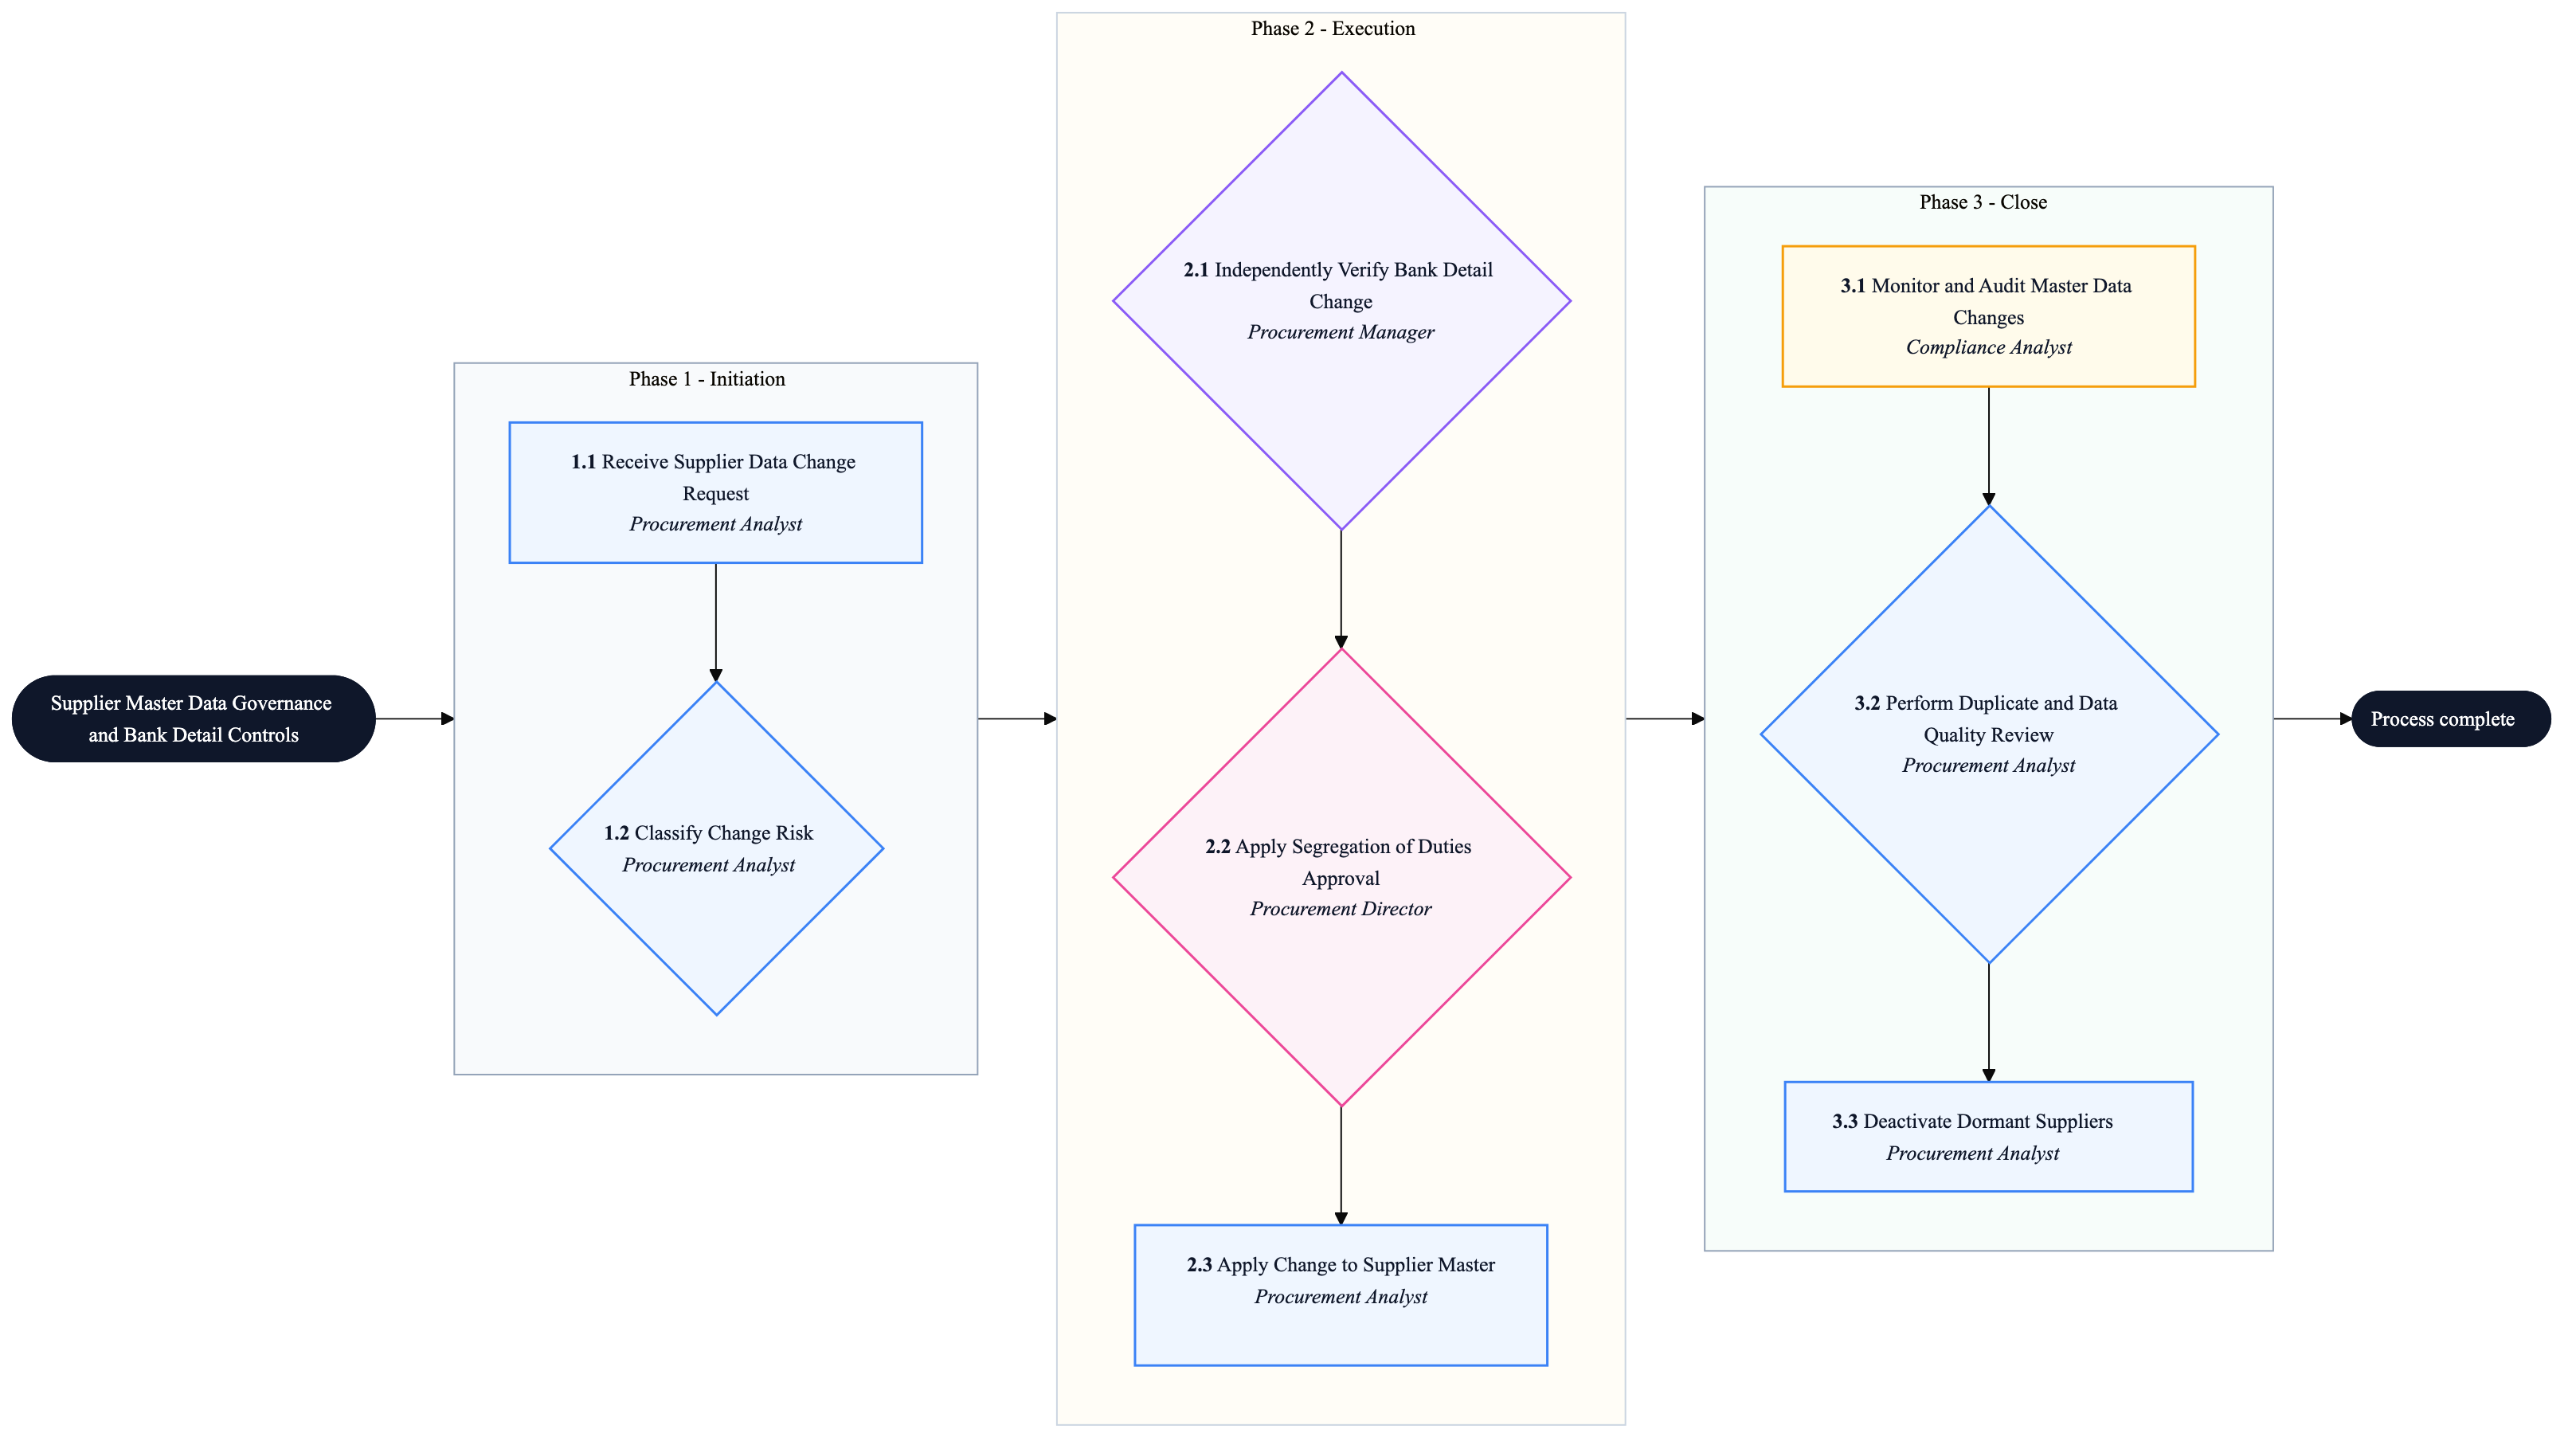 Supplier Master Data Governance
and Bank Detail Controls
Phase 1 - Initiation
1.1 Receive Supplier Data Change
Request
Procurement Analyst
1.2 Classify Change Risk
Procurement Analyst
Phase 2 - Execution
2.1 Independently Verify Bank Detail
Change
Procurement Manager
2.2 Apply Segregation of Duties
Approval
Procurement Director
2.3 Apply Change to Supplier Master
Procurement Analyst
Phase 3 - Close
3.1 Monitor and Audit Master Data
Changes
Compliance Analyst
3.2 Perform Duplicate and Data
Quality Review
Procurement Analyst
3.3 Deactivate Dormant Suppliers
Procurement Analyst
Process complete